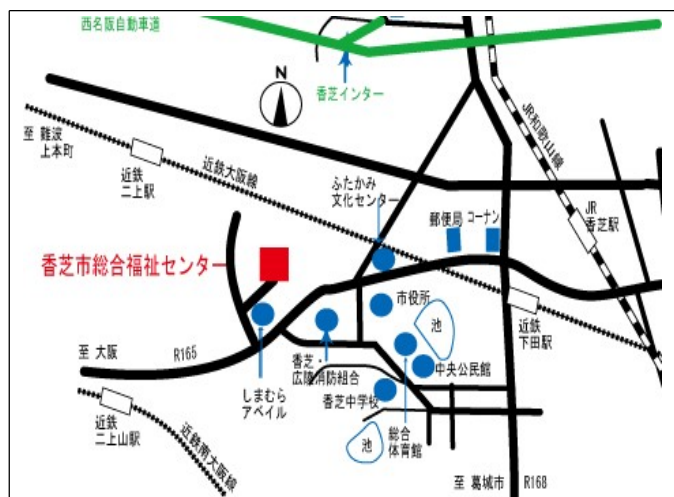 西名阪自動車道
香芝インター
N
至 難波
上本町
近鉄
二上駅
近鉄大阪線
ふたかみ
文化センター
郵便局
コーナン
JR和歌山線
JR
香芝駅
香芝市総合福祉センター
市役所
池
近鉄
下田駅
至 大阪
R165
しまむら
アベイル
香芝・
広陵消防組合
中央公民館
香芝中学校
総合
体育館
池
近鉄
二上山駅
近鉄南大阪線
至 葛城市
R168